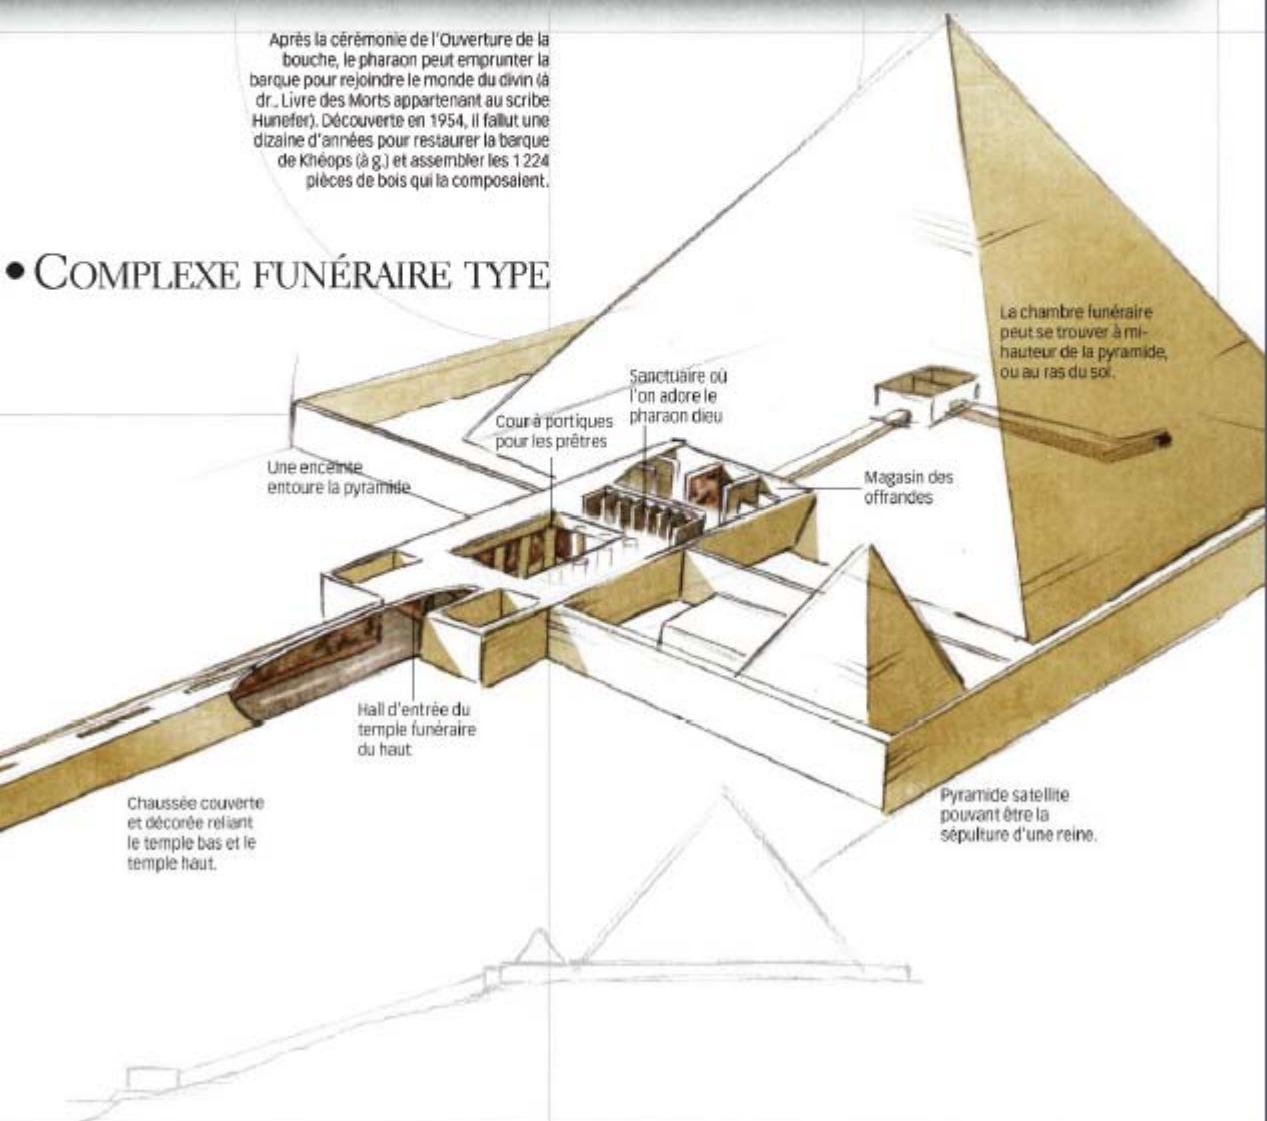 Après la cérémonie de l'Ouverture de la
bouche, le pharaon peut emprunter la
barque pour rejoindre le monde du divin (à
dr., Livre des Morts appartenant au scribe
Hunefer). Découverte en 1954, il fallut une
dizaine d'années pour restaurer la barque
de Khéops (à g.) et assembler les 1 224
pièces de bois qui la composaient.
• COMPLEXE FUNÉRAIRE TYPE
La chambre funéraire
peut se trouver à mi-
hauteur de la pyramide,
ou au ras du sol.
Sanctuaire où
l'on adore le
pharaon dieu
Cour à portiques
pour les prêtres
Une enceinte
entoure la pyramide
Magasin des
offrandes
Hall d'entrée du
temple funéraire
du haut
Chaussée couverte
et décorée reliant
le temple bas et le
temple haut.
Pyramide satellite
pouvant être la
sépulture d'une reine.